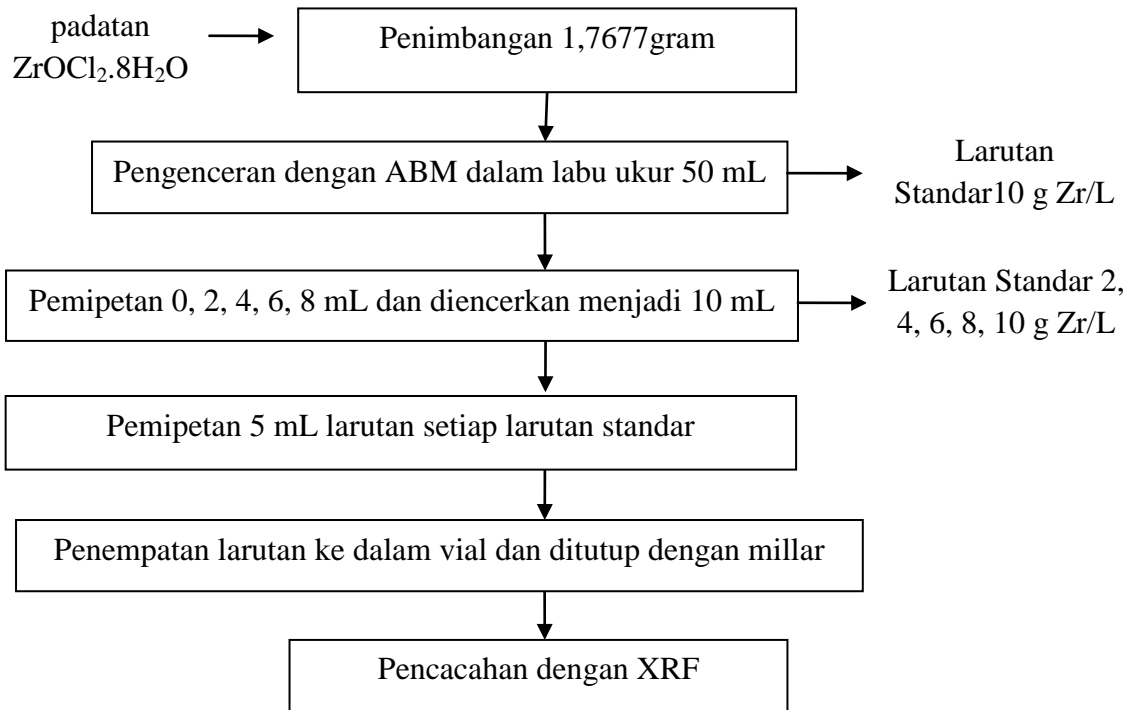 padatan
ZrOCl₂.8H₂O
Penimbangan 1,7677gram
Pengenceran dengan ABM dalam labu ukur 50 mL
Larutan
Standar10 g Zr/L
Pemipetan 0, 2, 4, 6, 8 mL dan diencerkan menjadi 10 mL
Larutan Standar 2,
4, 6, 8, 10 g Zr/L
Pemipetan 5 mL larutan setiap larutan standar
Penempatan larutan ke dalam vial dan ditutup dengan millar
Pencacahan dengan XRF